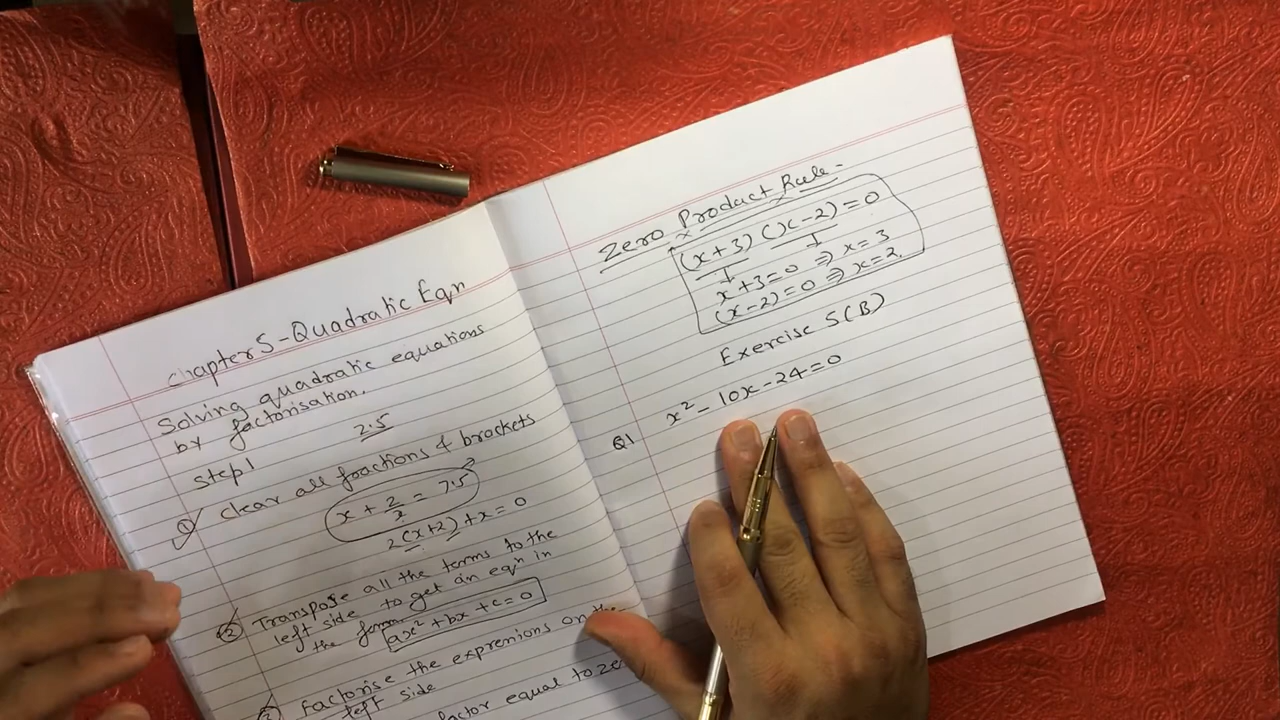 Chapter 5-Quadratic Eqn
Solving quadratic equations
by factorisation.
2.5
Step1
① Clear all fractions & brackets
x + 2/x = 7.5
2(x+2) + x = 0
② Transpose all the terms to the
left side to get an eqn in
the form
ax² + bx + c = 0
③ Factorise the expressions on the
left side
factor equal to
Zero Product Rule -
(x+3) (x-2) = 0
x+3=0 ⇒ x=3
(x-2)=0 ⇒ x=2.
Exercise 5(B)
Q1 x² - 10x - 24 = 0